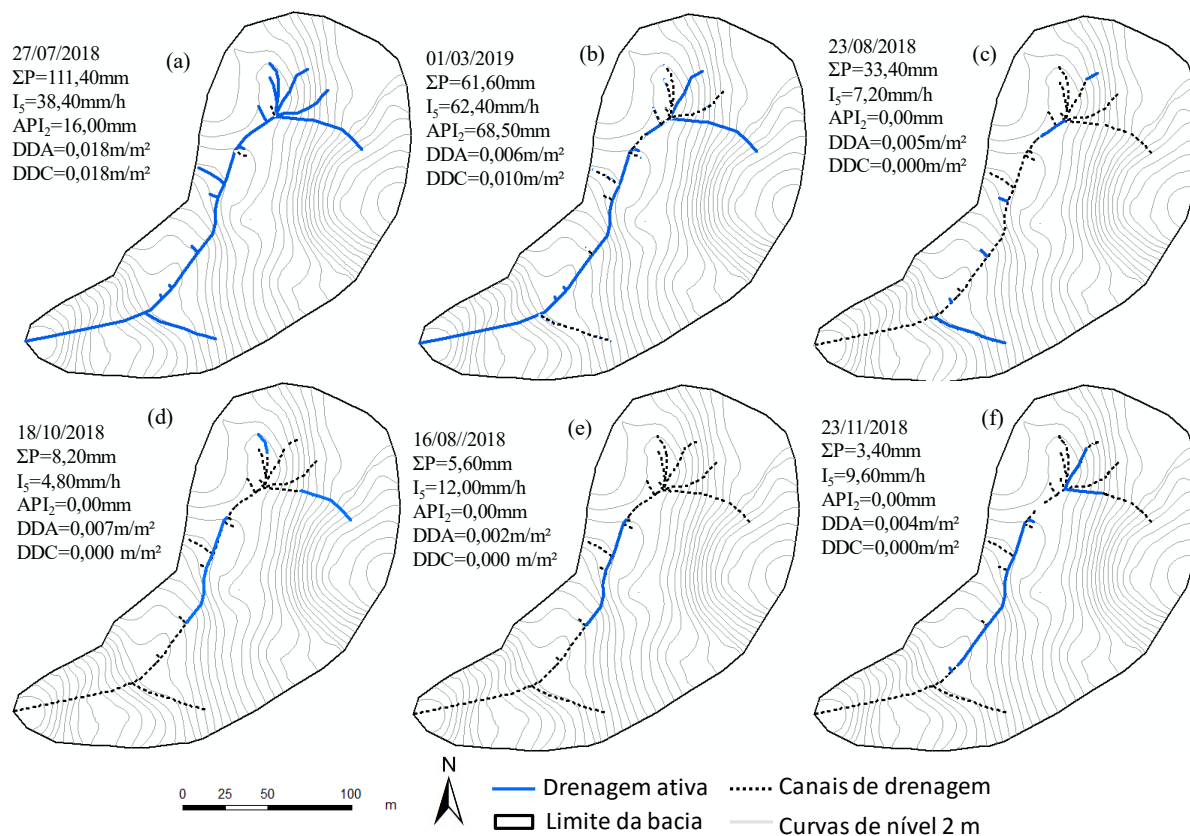 27/07/2018
(a)
ΣP=111,40mm
I₅=38,40mm/h
API₂=16,00mm
DDA=0,018m/m²
DDC=0,018m/m²
01/03/2019
(b)
ΣP=61,60mm
I₅=62,40mm/h
API₂=68,50mm
DDA=0,006m/m²
DDC=0,010m/m²
23/08/2018
(c)
ΣP=33,40mm
I₅=7,20mm/h
API₂=0,00mm
DDA=0,005m/m²
DDC=0,000m/m²
18/10/2018
(d)
ΣP=8,20mm
I₅=4,80mm/h
API₂=0,00mm
DDA=0,007m/m²
DDC=0,000 m/m²
16/08//2018
(e)
ΣP=5,60mm
I₅=12,00mm/h
API₂=0,00mm
DDA=0,002m/m²
DDC=0,000 m/m²
23/11/2018
(f)
ΣP=3,40mm
I₅=9,60mm/h
API₂=0,00mm
DDA=0,004m/m²
DDC=0,000m/m²
0 25 50 100
m
N
Drenagem ativa
Canais de drenagem
Limite da bacia
Curvas de nível 2 m